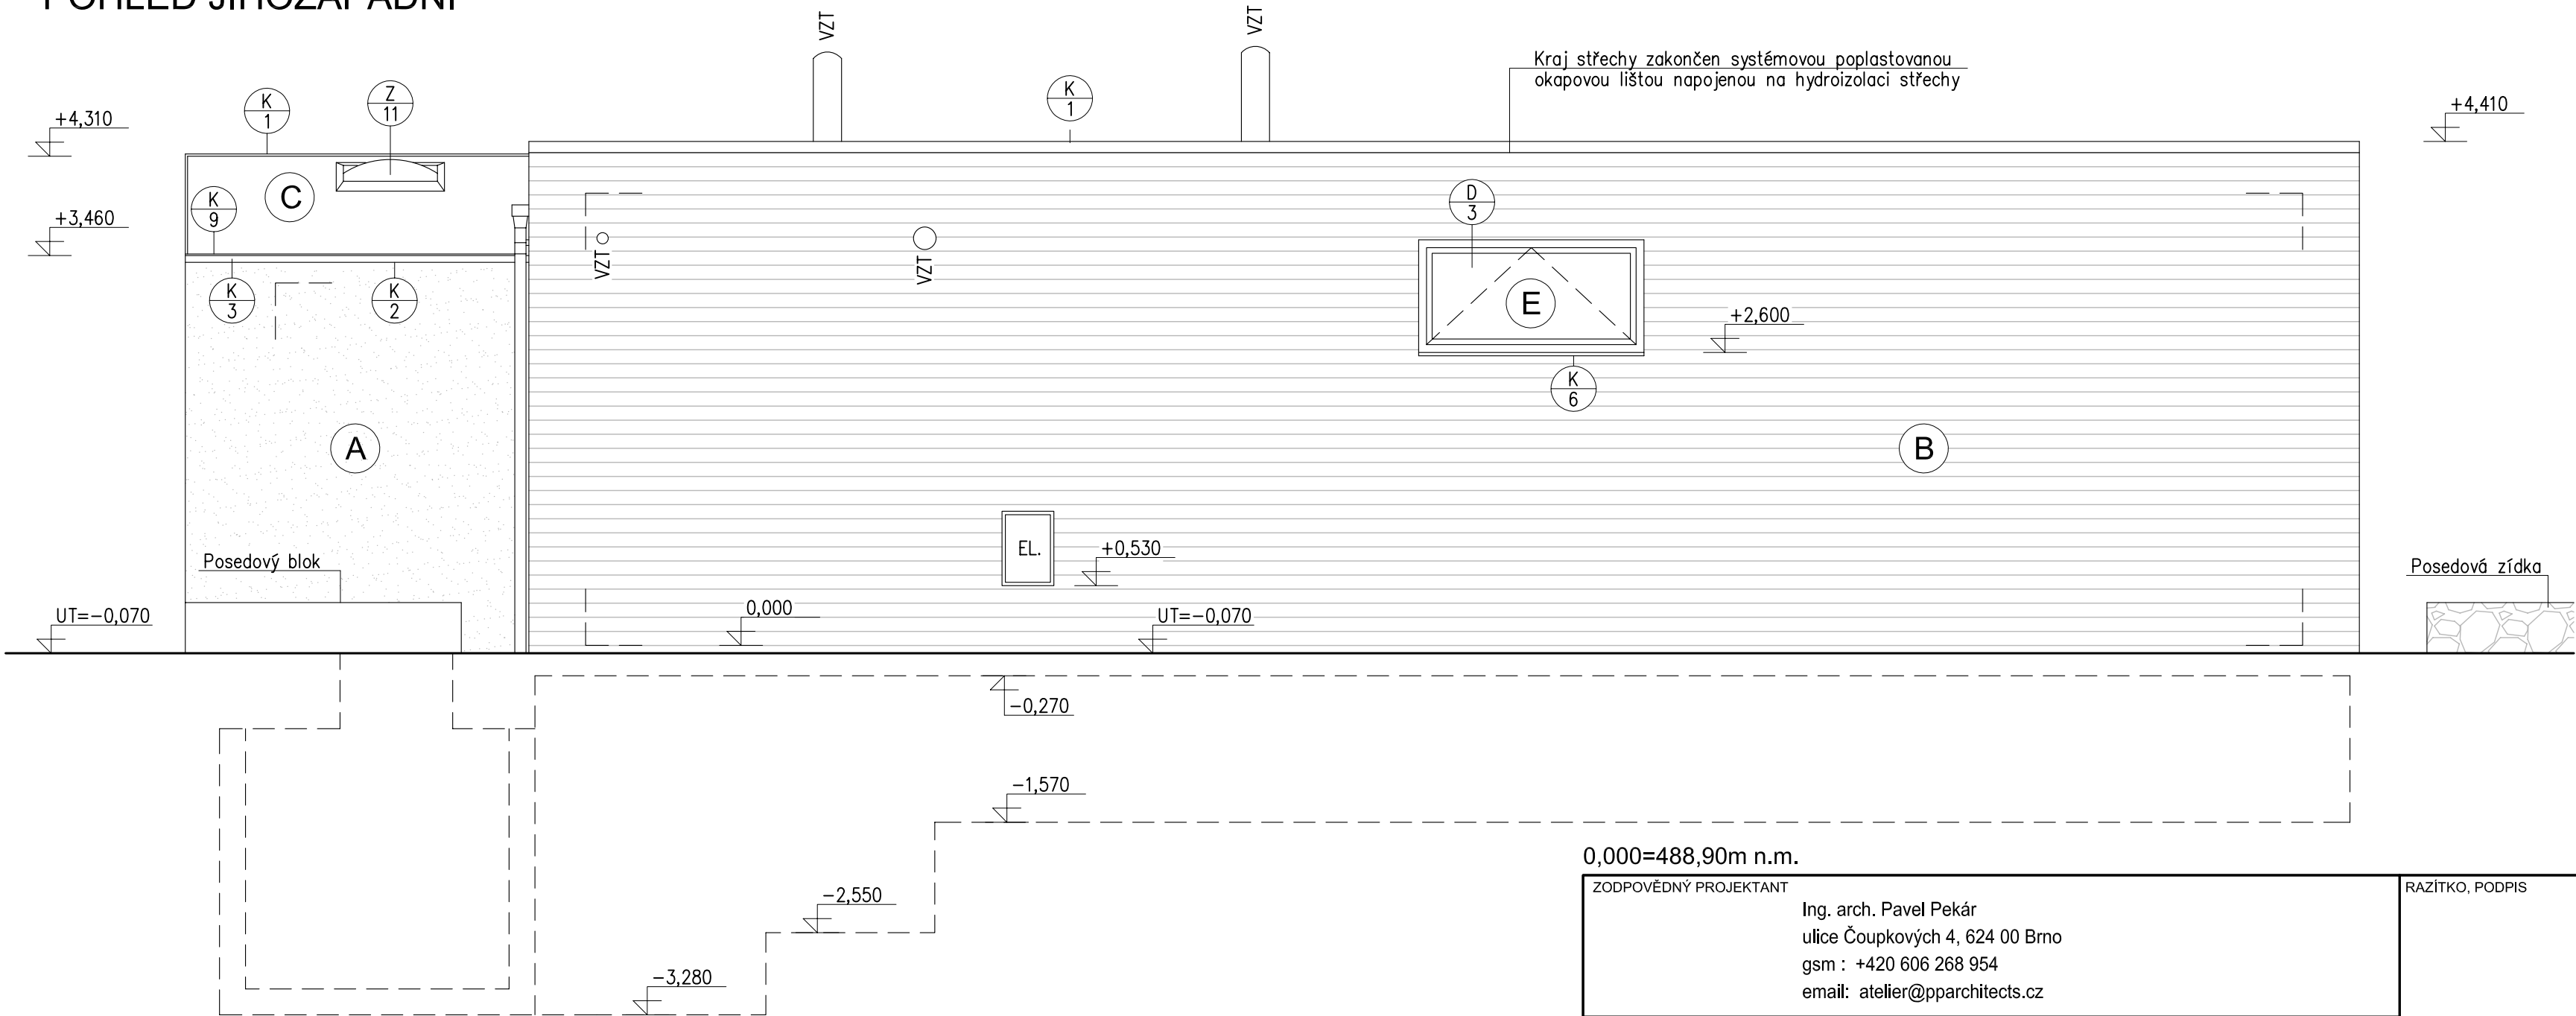 POHLED JIHOZÁPADNÍ
VZT
VZT
Kraj střechy zakončen systémovou poplastovanou
okapovou lištou napojenou na hydroizolaci střechy
K
1
Z
11
K
1
+4,310
+4,410
C
K
9
D
3
+3,460
VZT
VZT
K
3
K
2
E
+2,600
K
6
A
B
EL.
+0,530
Posedový blok
Posedová zídka
UT=-0,070
0,000
UT=-0,070
-0,270
-1,570
-2,550
-3,280
0,000=488,90m n.m.
ZODPOVĚDNÝ PROJEKTANT
RAZÍTKO, PODPIS
Ing. arch. Pavel Pekár
ulice Čoupkových 4, 624 00 Brno
gsm : +420 606 268 954
email: atelier@pparchitects.cz